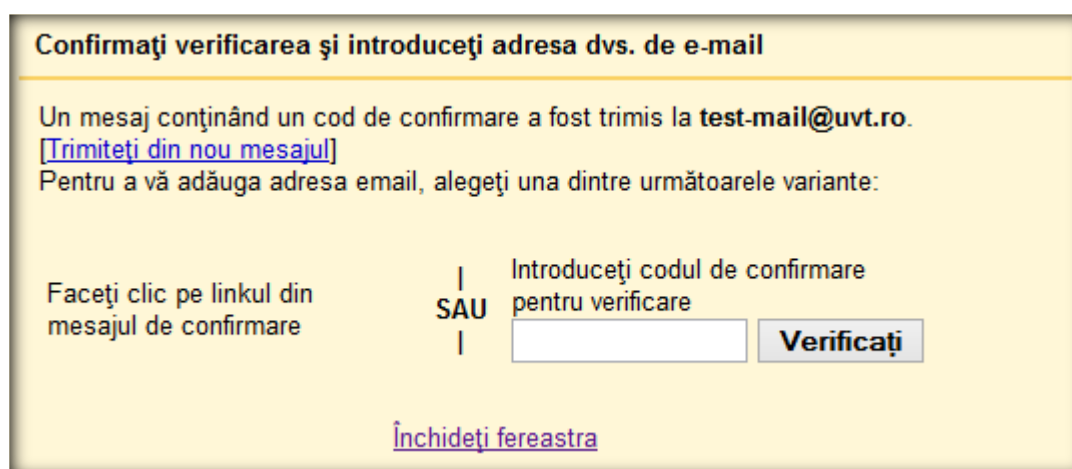 Confirmaţi verificarea şi introduceţi adresa dvs. de e-mail
Un mesaj conţinând un cod de confirmare a fost trimis la test-mail@uvt.ro.
[Trimiteţi din nou mesajul]
Pentru a vă adăuga adresa email, alegeţi una dintre următoarele variante:
Faceţi clic pe linkul din
mesajul de confirmare
|
SAU
|
Introduceţi codul de confirmare
pentru verificare
Verificați
Închideţi fereastra